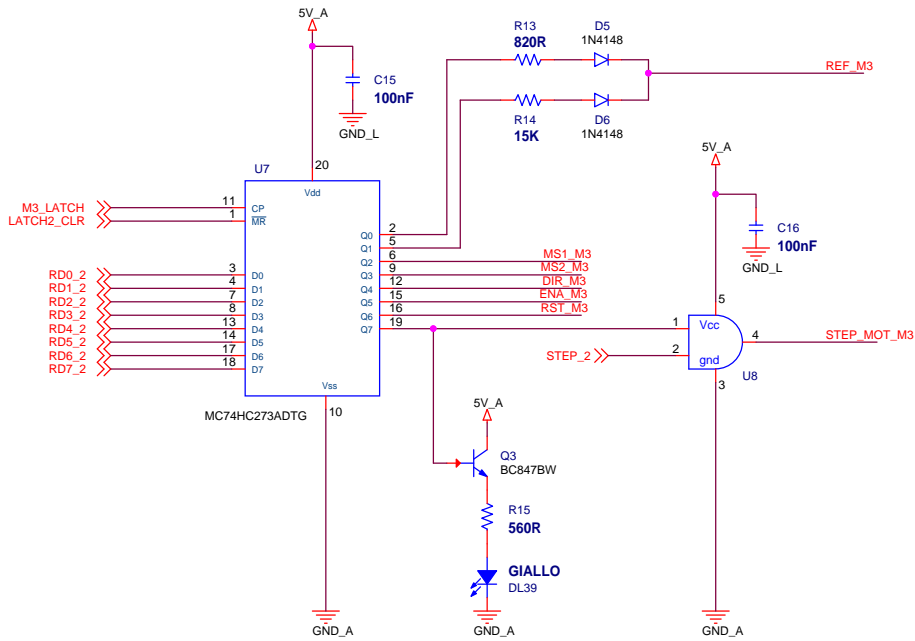 5V_A
R13
820R
D5
1N4148
REF_M3
C15
100nF
GND_L
R14
15K
D6
1N4148
5V_A
U7
20
Vdd
M3_LATCH
11
CP
LATCH2_CLR
1
MR
C16
100nF
GND_L
Q0
2
Q1
5
Q2
6
MS1_M3
RD0_2
3
D0
Q3
9
MS2_M3
RD1_2
4
D1
Q4
12
DIR_M3
RD2_2
7
D2
Q5
15
ENA_M3
RD3_2
8
D3
Q6
16
RST_M3
RD4_2
13
D4
Q7
19
RD5_2
14
D5
RD6_2
17
D6
RD7_2
18
D7
5
1
Vcc
4
STEP_MOT_M3
STEP_2
2
gnd
U8
3
Vss
10
MC74HC273ADTG
5V_A
Q3
BC847BW
R15
560R
GIALLO
DL39
GND_A
GND_A
GND_A